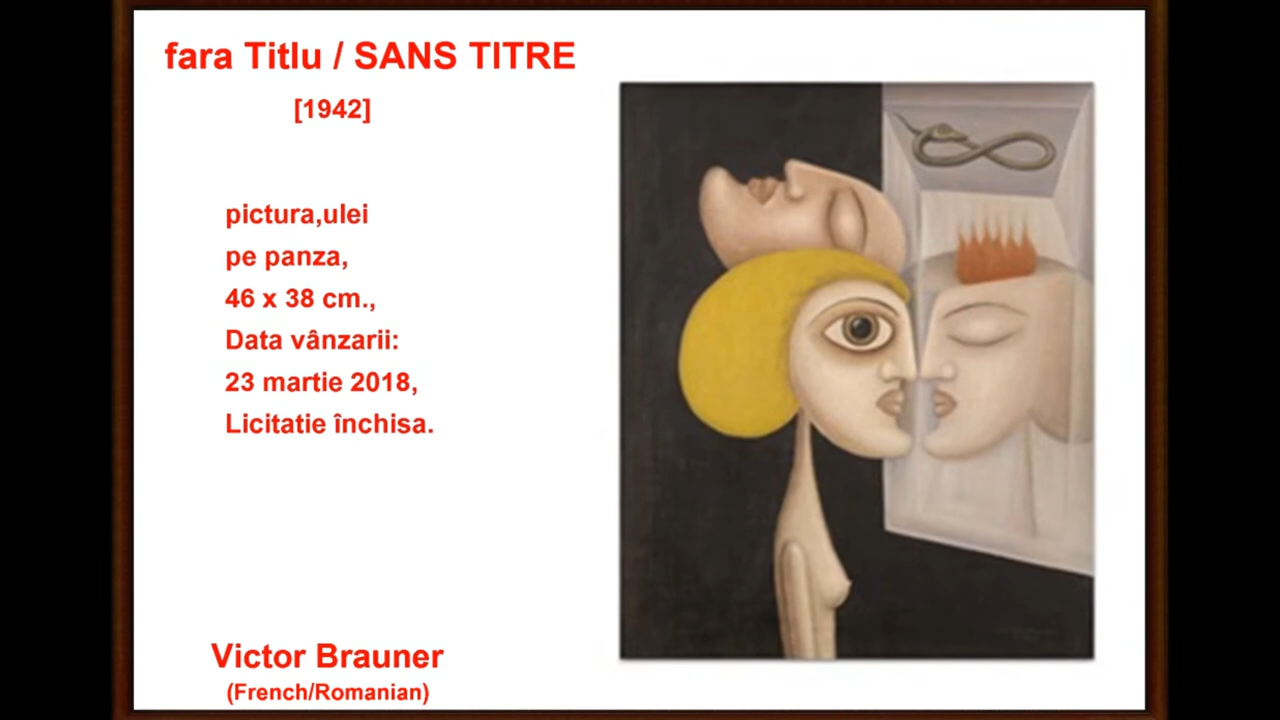 fara Titlu / SANS TITRE
[1942]
pictura,ulei
pe panza,
46 x 38 cm.,
Data vânzarii:
23 martie 2018,
Licitatie închisa.
Victor Brauner
(French/Romanian)